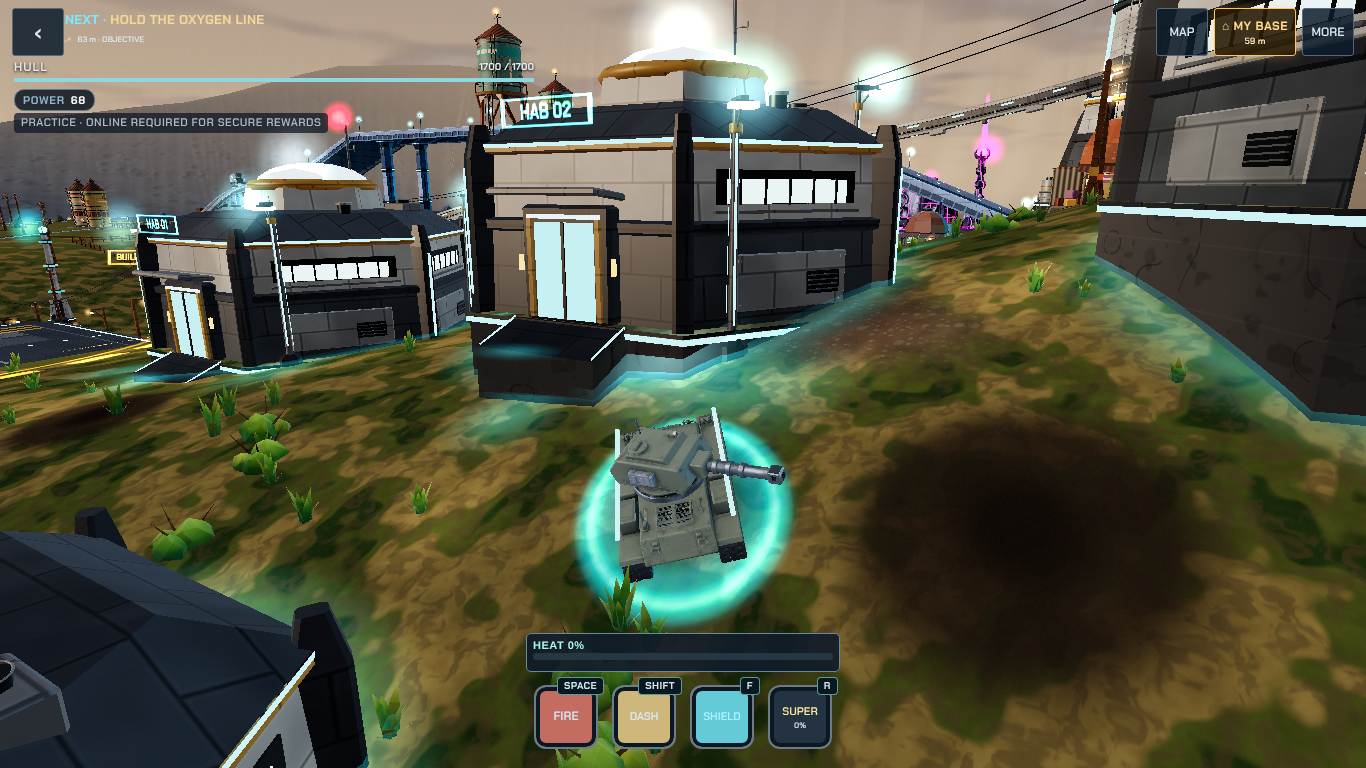 ‹
NEXT · HOLD THE OXYGEN LINE
63 m · OBJECTIVE
HULL
1700 / 1700
POWER 68
PRACTICE · ONLINE REQUIRED FOR SECURE REWARDS
MAP
⌂ MY BASE
59 m
MORE
HAB 02
HAB 01
BUIL
HEAT 0%
SPACE
FIRE
SHIFT
DASH
F
SHIELD
R
SUPER
0%